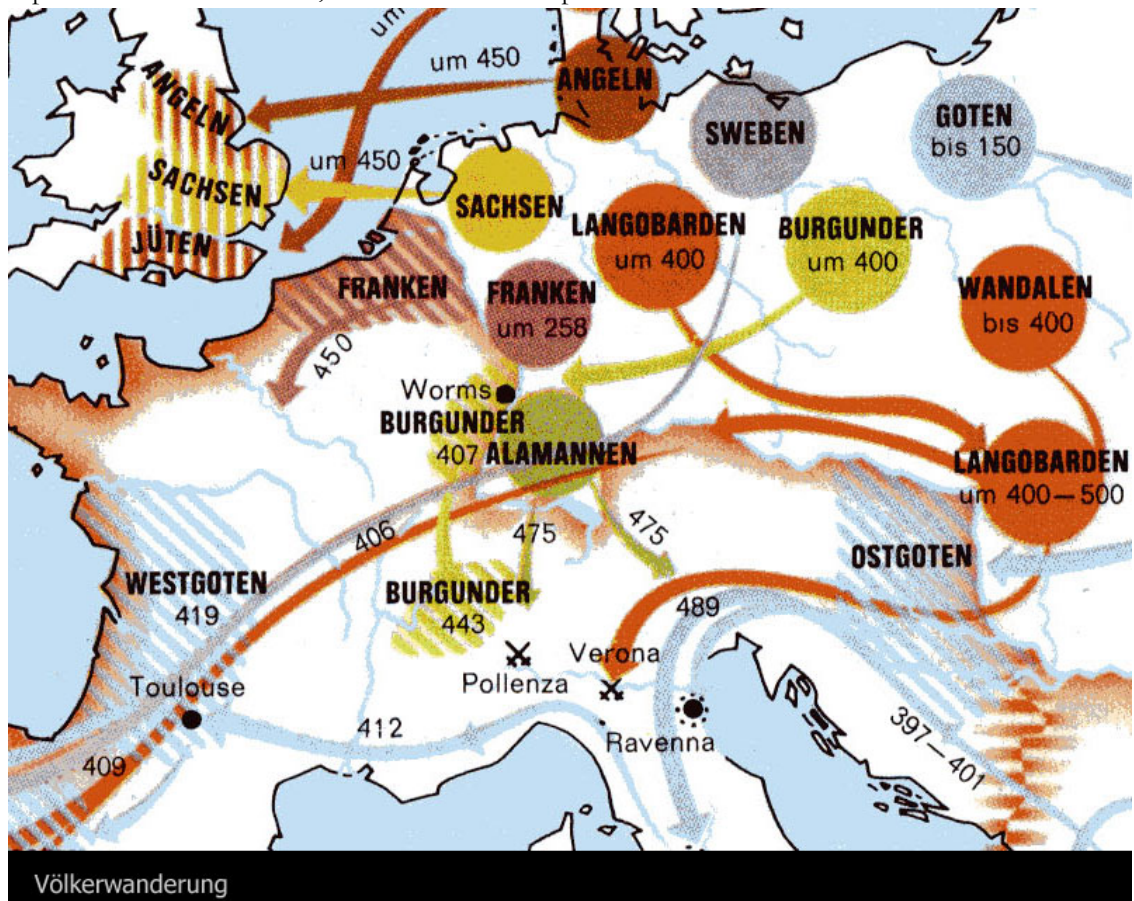 um
um 450
ANGELN
ANGELN
SWEBEN
GOTEN
bis 150
um 450
SACHSEN
SACHSEN
LANGOBARDEN
um 400
BURGUNDER
um 400
JÜTEN
FRANKEN
FRANKEN
um 258
WANDALEN
bis 400
450
Worms
BURGUNDER
407
ALAMANNEN
LANGOBARDEN
um 400–500
406
475
475
OSTGOTEN
WESTGOTEN
419
BURGUNDER
443
489
Verona
Pollenza
Toulouse
412
Ravenna
397–401
409
Völkerwanderung